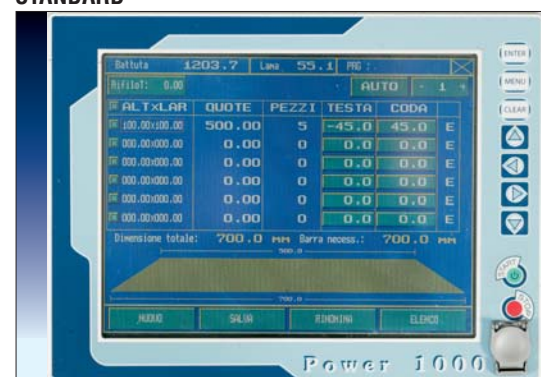 STANDARD
Battuta 1203.7 Lama 55.1 PRG :
Rifilo1: 0.00 AUTO - 1 +
ALTxLAR QUOTE PEZZI TESTA CODA
100.00x100.00 500.00 5 -45.0 45.0 E
000.00x000.00 0.00 0 0.0 0.0 E
000.00x000.00 0.00 0 0.0 0.0 E
000.00x000.00 0.00 0 0.0 0.0 E
000.00x000.00 0.00 0 0.0 0.0 E
000.00x000.00 0.00 0 0.0 0.0 E
Dimensione totale: 700.0 MM Barra necess.: 700.0 MM
500.0
700.0
NUOVO SALVA RINOMINA ELENCO
ENTER
MENU
CLEAR
START
STOP
Power 1000